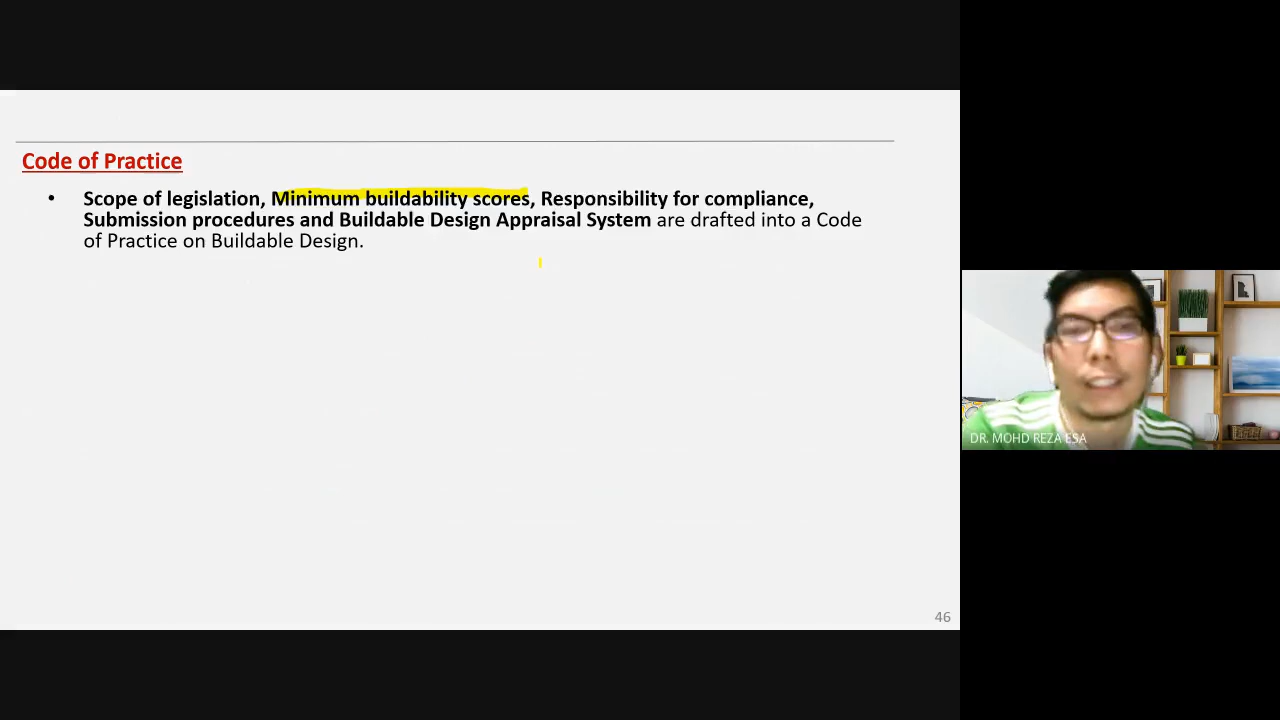 Code of Practice
• Scope of legislation, Minimum buildability scores, Responsibility for compliance,
Submission procedures and Buildable Design Appraisal System are drafted into a Code
of Practice on Buildable Design.
DR. MOHD REZA ESA
46